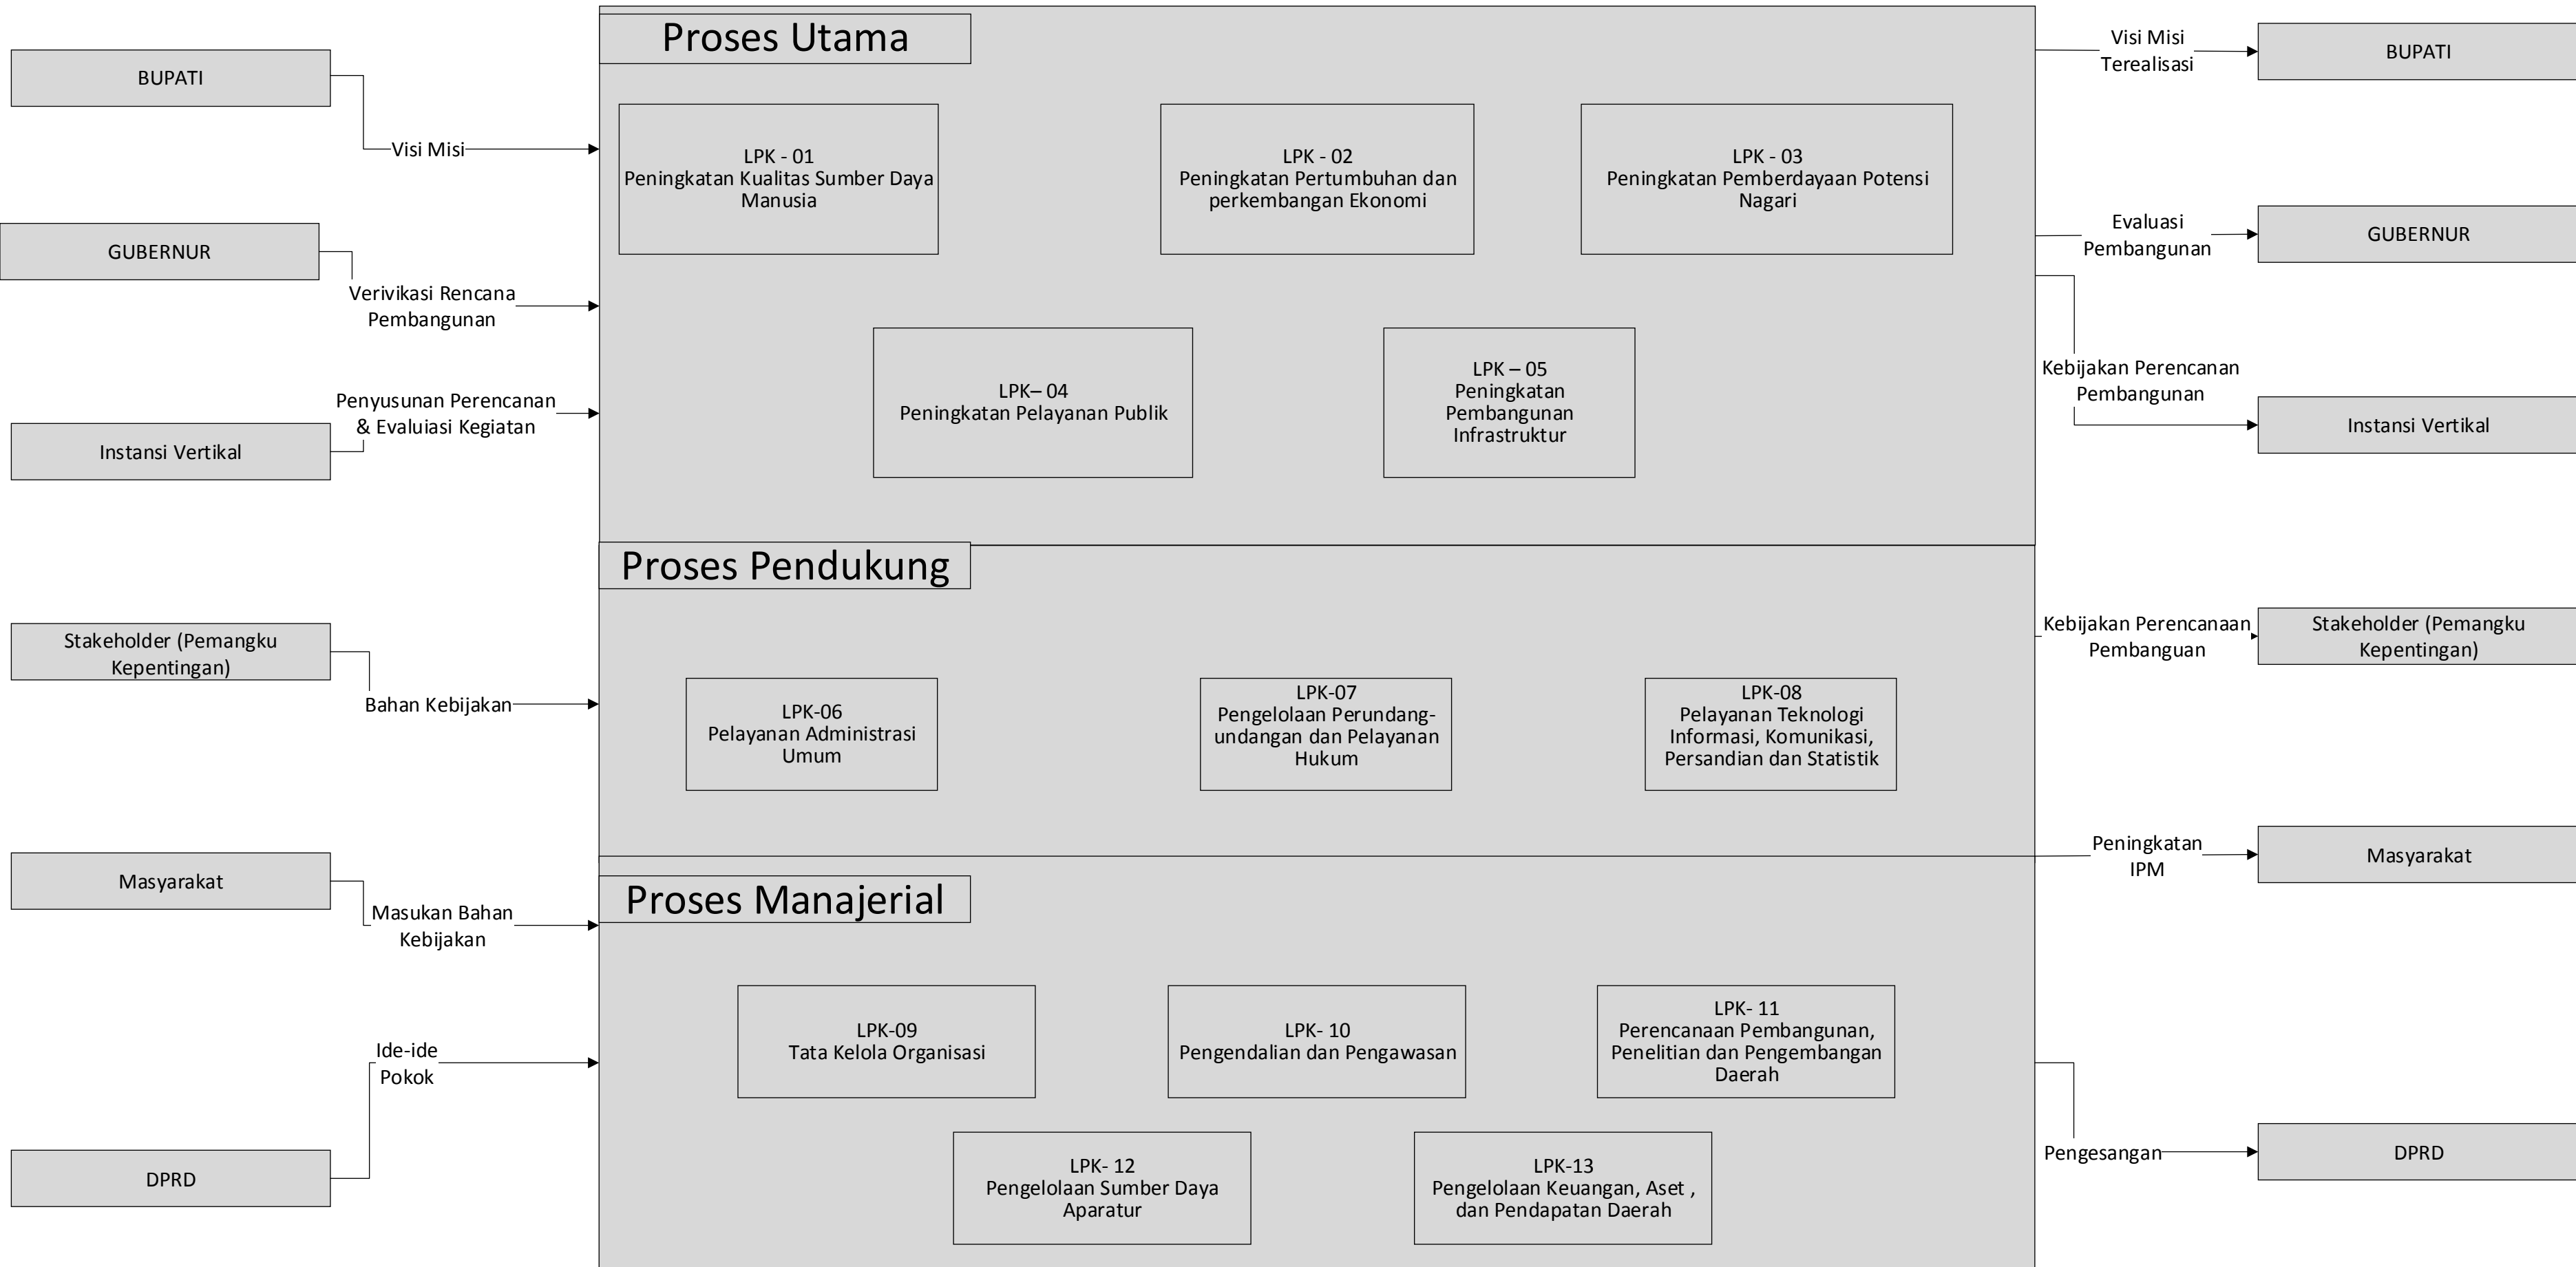 BUPATI
Visi Misi
GUBERNUR
Verivikasi Rencana
Pembangunan
Penyusunan Perencanan
& Evaluiasi Kegiatan
Instansi Vertikal
Stakeholder (Pemangku
Kepentingan)
Bahan Kebijakan
Masyarakat
Masukan Bahan
Kebijakan
Ide-ide
Pokok
DPRD
Proses Utama
LPK - 01
Peningkatan Kualitas Sumber Daya
Manusia
LPK - 02
Peningkatan Pertumbuhan dan
perkembangan Ekonomi
LPK - 03
Peningkatan Pemberdayaan Potensi
Nagari
LPK– 04
Peningkatan Pelayanan Publik
LPK – 05
Peningkatan
Pembangunan
Infrastruktur
Proses Pendukung
LPK-06
Pelayanan Administrasi
Umum
LPK-07
Pengelolaan Perundang-
undangan dan Pelayanan
Hukum
LPK-08
Pelayanan Teknologi
Informasi, Komunikasi,
Persandian dan Statistik
Proses Manajerial
LPK-09
Tata Kelola Organisasi
LPK- 10
Pengendalian dan Pengawasan
LPK- 11
Perencanaan Pembangunan,
Penelitian dan Pengembangan
Daerah
LPK- 12
Pengelolaan Sumber Daya
Aparatur
LPK-13
Pengelolaan Keuangan, Aset ,
dan Pendapatan Daerah
Visi Misi
Terealisasi
BUPATI
Evaluasi
Pembangunan
GUBERNUR
Kebijakan Perencanan
Pembangunan
Instansi Vertikal
Kebijakan Perencanaan
Pembanguan
Stakeholder (Pemangku
Kepentingan)
Peningkatan
IPM
Masyarakat
Pengesangan
DPRD